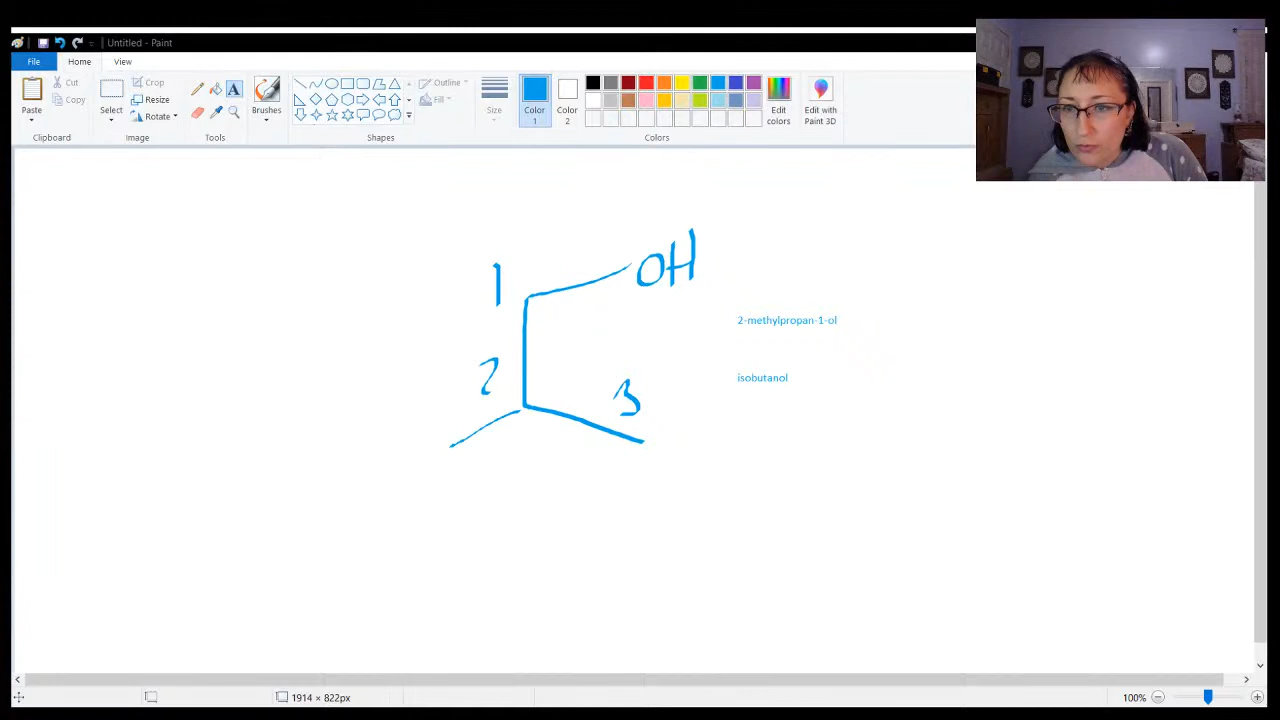 Untitled - Paint
File
Home
View
Paste
Cut
Copy
Clipboard
Select
Crop
Resize
Rotate
Image
A
Tools
Brushes
Outline
Fill
Shapes
Size
Color
1
Color
2
Edit
colors
Colors
Edit with
Paint 3D
1
OH
2-methylpropan-1-ol
2
3
isobutanol
1914 × 822px
100%